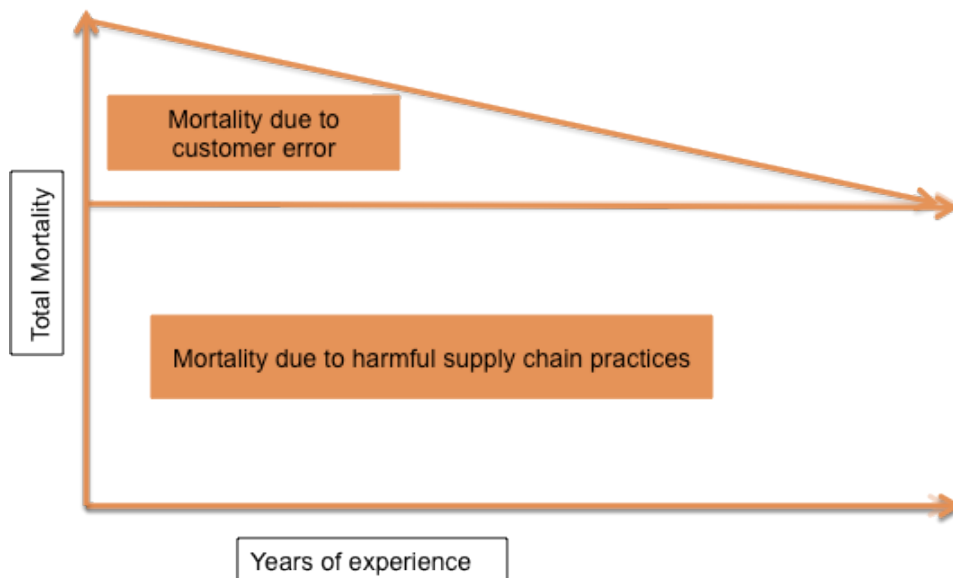 Mortality due to
customer error
Total Mortality
Mortality due to harmful supply chain practices
Years of experience